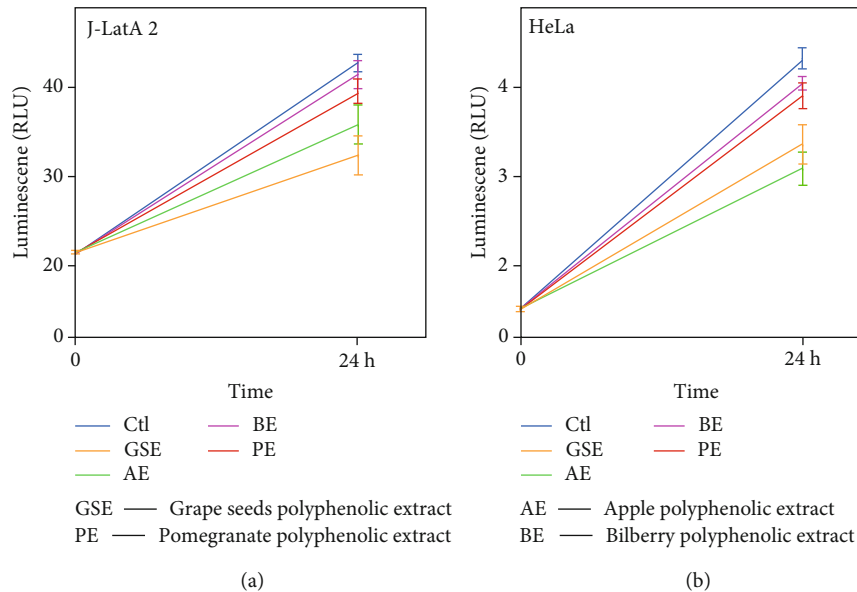 J-LatA 2
Luminescene (RLU)
40
30
20
0
0
24 h
Time
Ctl
BE
GSE
PE
AE
GSE
Grape seeds polyphenolic extract
PE
Pomegranate polyphenolic extract
(a)
HeLa
Luminescene (RLU)
4
3
2
0
0
24 h
Time
Ctl
BE
GSE
PE
AE
AE
Apple polyphenolic extract
BE
Bilberry polyphenolic extract
(b)